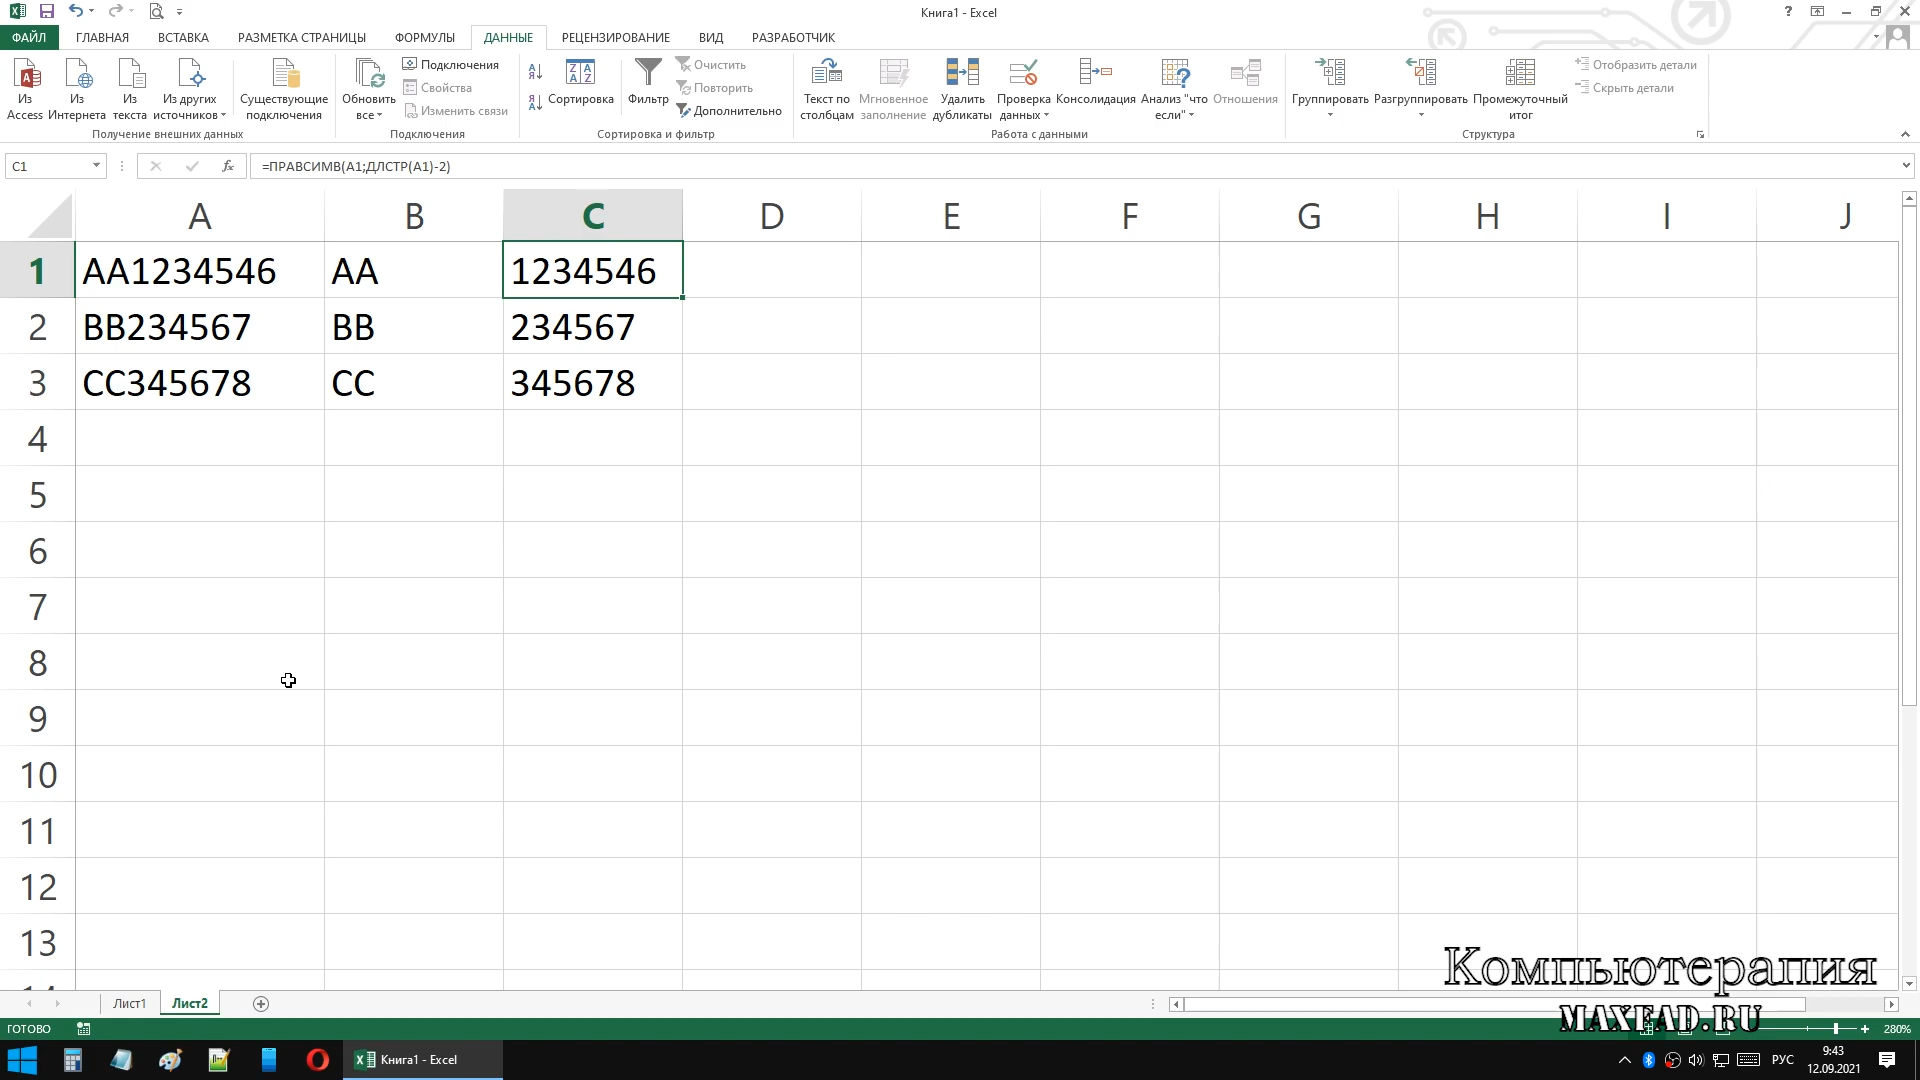 Книга1 - Excel
ФАЙЛ ГЛАВНАЯ ВСТАВКА РАЗМЕТКА СТРАНИЦЫ ФОРМУЛЫ ДАННЫЕ РЕЦЕНЗИРОВАНИЕ ВИД РАЗРАБОТЧИК
Из Access
Из Интернета
Из текста
Из других источников
Существующие подключения
Получение внешних данных
Обновить все
Подключения
Свойства
Изменить связи
Подключения
Сортировка
Фильтр
Очистить
Повторить
Дополнительно
Сортировка и фильтр
Текст по столбцам
Мгновенное заполнение
Удалить дубликаты
Проверка данных
Консолидация
Анализ "что если"
Отношения
Работа с данными
Группировать
Разгруппировать
Промежуточный итог
Отобразить детали
Скрыть детали
Структура
C1 fx =ПРАВСИМВ(A1;ДЛСТР(A1)-2)
A B C D E F G H I J
1 AA1234546 AA 1234546
2 BB234567 BB 234567
3 CC345678 CC 345678
4
5
6
7
8
9
10
11
12
13
14
Компьютерапия
MAXFAD.RU
Лист1 Лист2
ГОТОВО 280%
Книга1 - Excel
РУС
9:43
12.09.2021